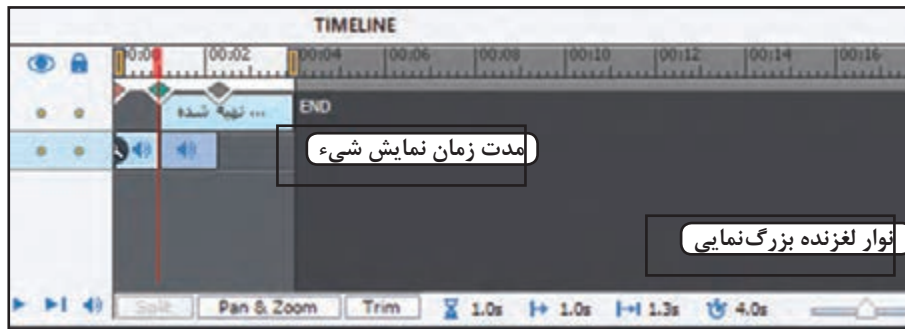 TIMELINE
00:0 00:02 00:04 00:06 00:08 00:10 00:12 00:14 00:16
... تهیه شده END
مدت زمان نمایش شیء
نوار لغزنده بزرگ‌نمایی
Split Pan & Zoom Trim 1.0s 1.0s 1.3s 4.0s